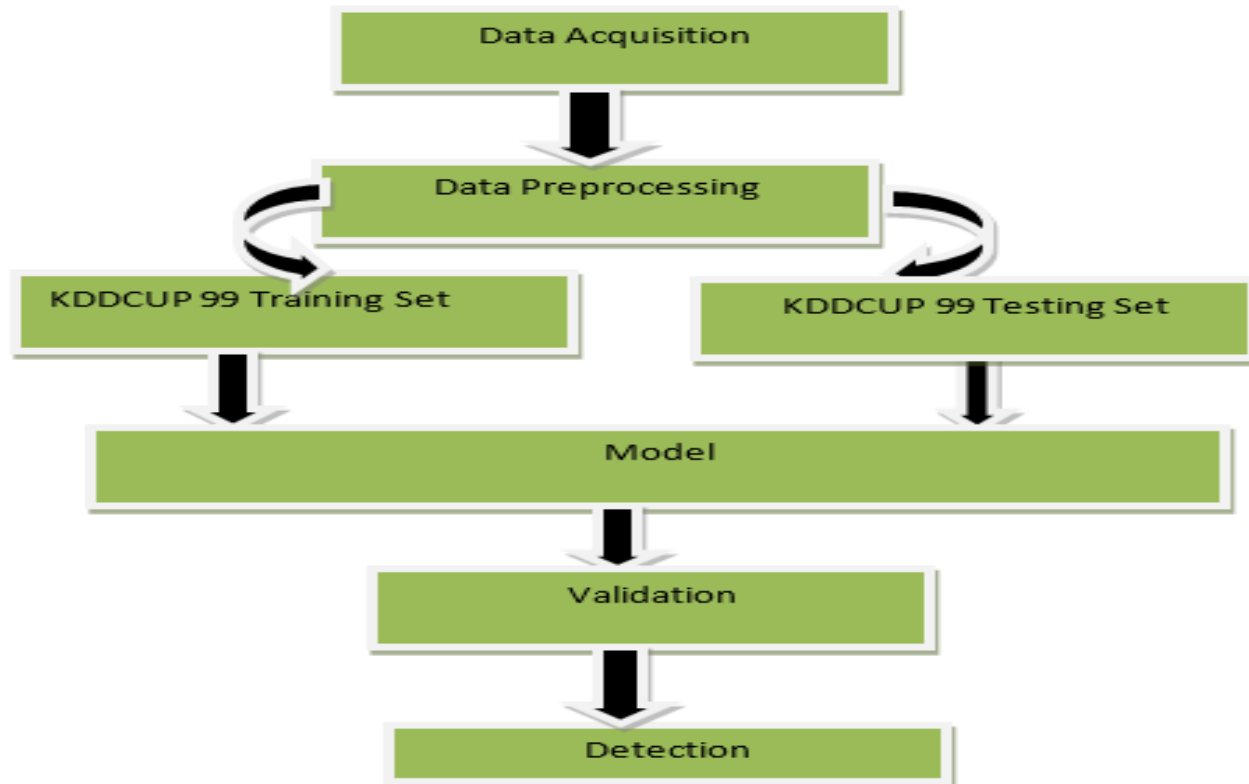 Data Acquisition
Data Preprocessing
KDDCUP 99 Training Set
KDDCUP 99 Testing Set
Model
Validation
Detection